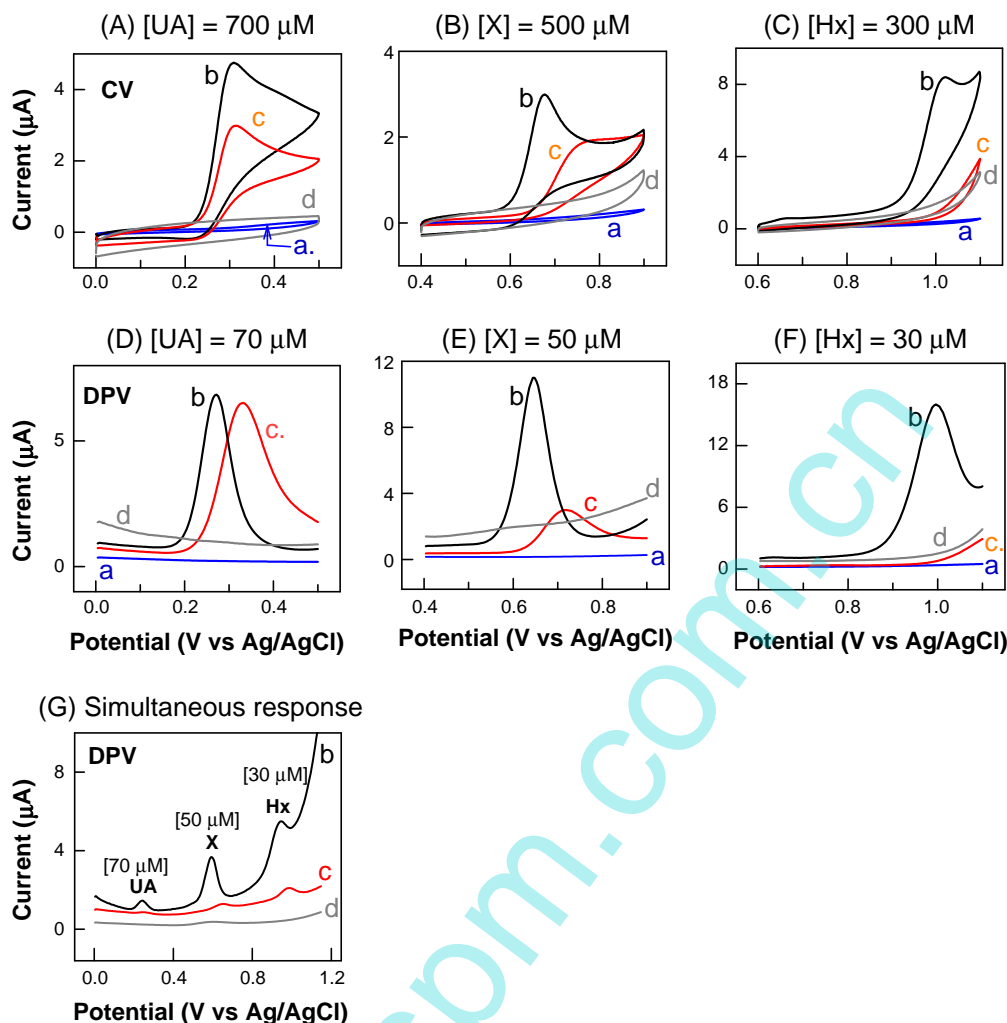 (A) [UA] = 700 μM
(B) [X] = 500 μM
(C) [Hx] = 300 μM
CV
b
c
d
a.
4
2
0
0.0
0.2
0.4
Current (μA)
b
c
d
a
4
2
0
0.4
0.6
0.8
b
c
d
a
8
4
0
0.6
0.8
1.0
(D) [UA] = 70 μM
(E) [X] = 50 μM
(F) [Hx] = 30 μM
DPV
b
c.
d
a
5
0
0.0
0.2
0.4
Current (μA)
Potential (V vs Ag/AgCl)
b
d
c
a
12
8
4
0
0.4
0.6
0.8
Potential (V vs Ag/AgCl)
b
d
c.
a
18
12
6
0
0.6
0.8
1.0
Potential (V vs Ag/AgCl)
(G) Simultaneous response
DPV
b
[30 μM]
Hx
[50 μM]
X
[70 μM]
UA
c
d
8
4
0
0.0
0.4
0.8
1.2
Current (μA)
Potential (V vs Ag/AgCl)
spm.com.cn